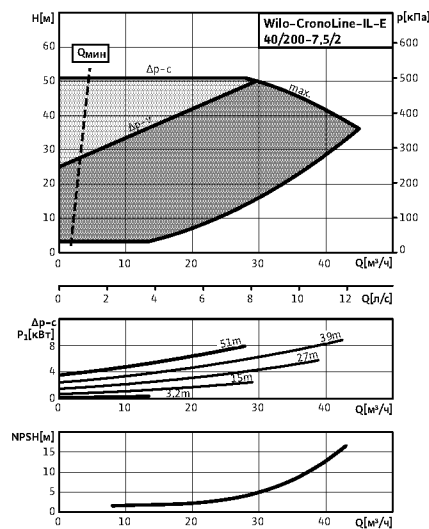 H[м]
p[кПа]
Wilo-CronoLine-IL-E
40/200-7,5/2
Qмин
Δp-c
Δp-v
max.
60
50
40
30
20
10
0
600
500
400
300
200
100
0
0 10 20 30 40 Q[м³/ч]
0 2 4 6 8 10 12 Q[л/с]
Δp-c
P₁[кВт]
8
4
0
51m
39m
27m
15m
3.2m
0 10 20 30 40 Q[м³/ч]
NPSH[м]
15
10
5
0
0 10 20 30 40 Q[м³/ч]